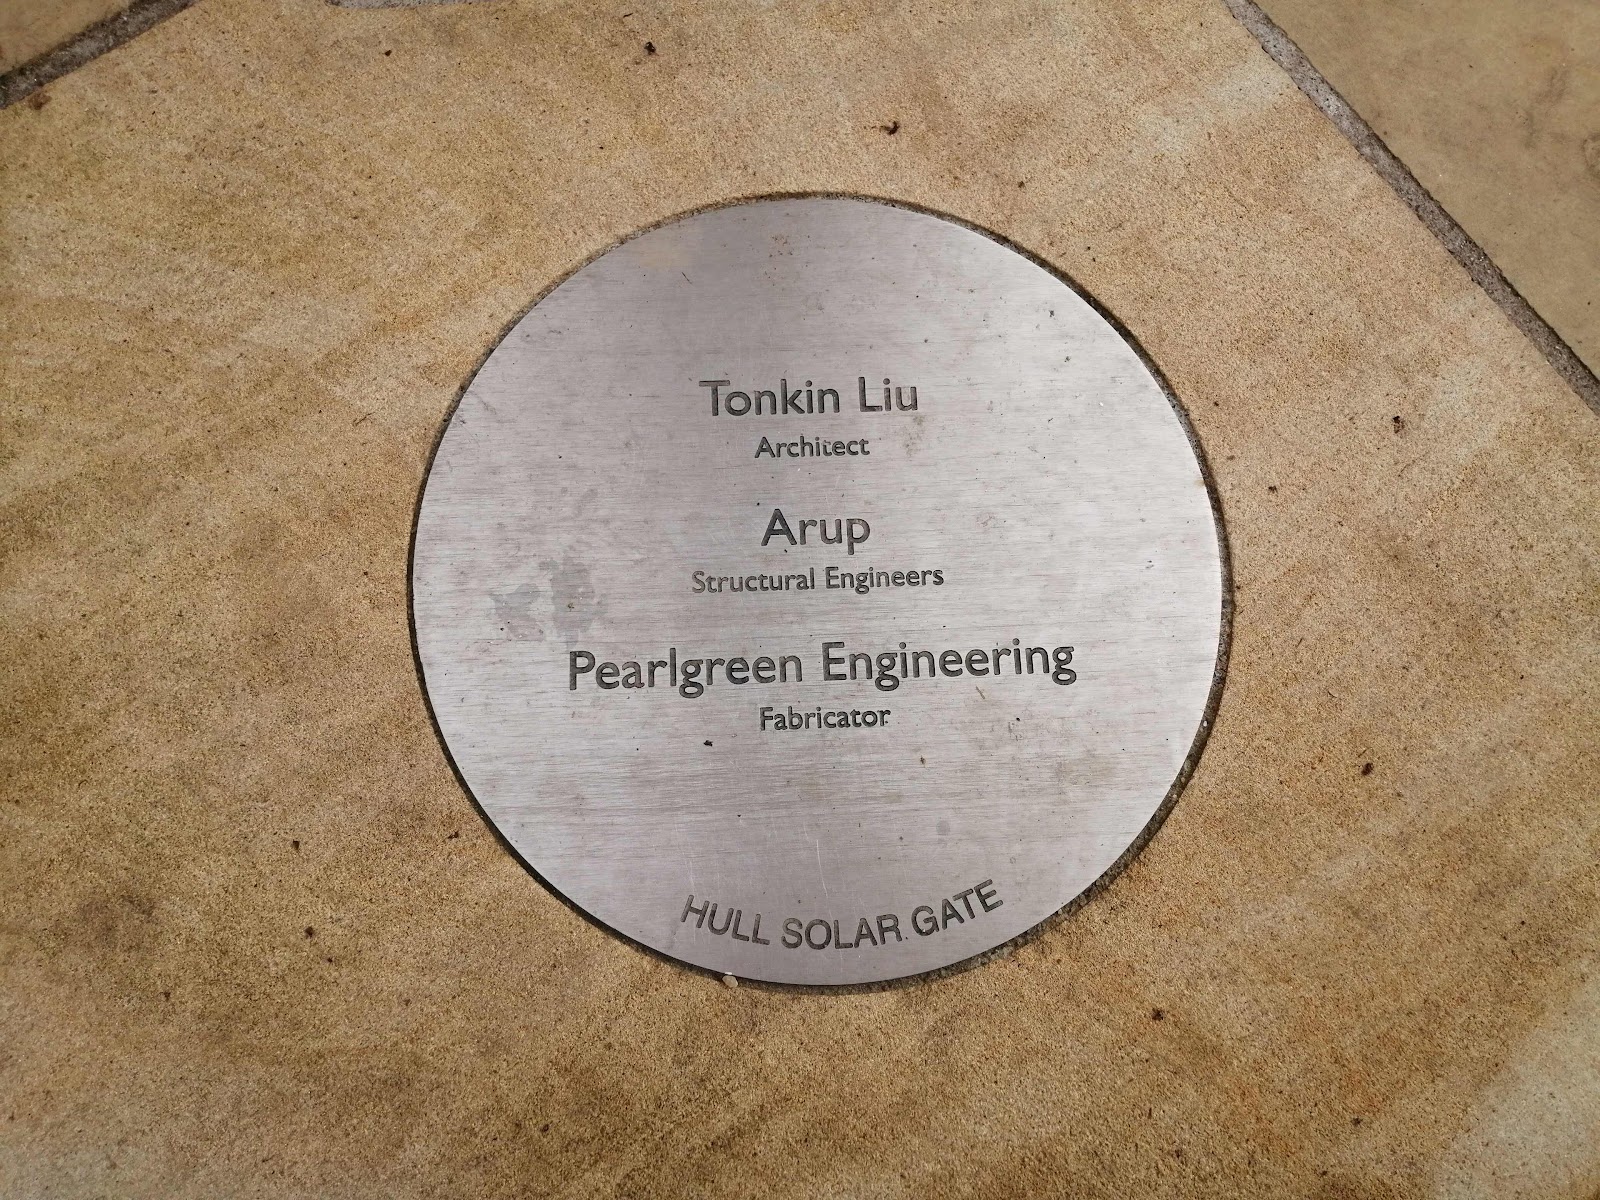 Tonkin Liu
Architect
Arup
Structural Engineers
Pearlgreen Engineering
Fabricator
HULL SOLAR GATE